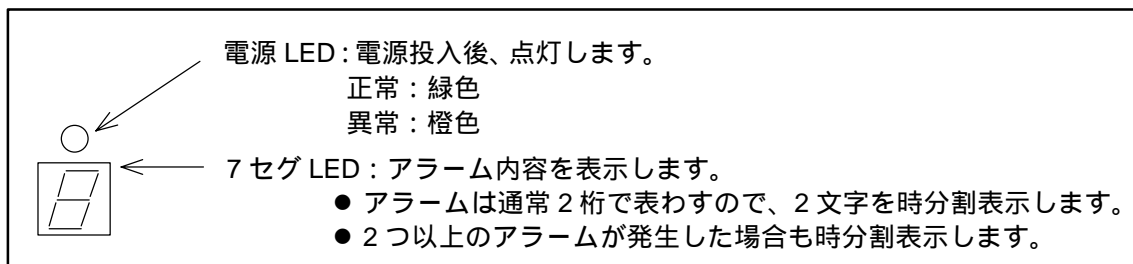 電源 LED：電源投入後、点灯します。
正常：緑色
異常：橙色
7 セグ LED：アラーム内容を表示します。
● アラームは通常 2 桁で表わすので、2 文字を時分割表示します。
● 2 つ以上のアラームが発生した場合も時分割表示します。